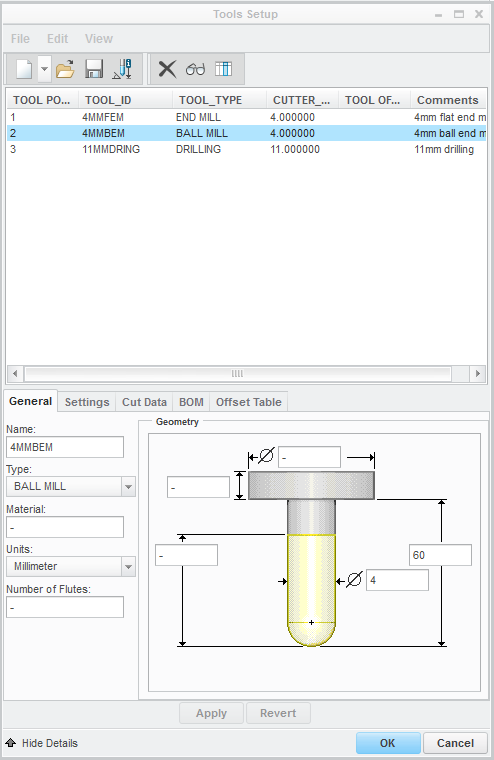 Tools Setup
File Edit View
TOOL PO... TOOL_ID TOOL_TYPE CUTTER_... TOOL OF... Comments
1 4MMFEM END MILL 4.000000 4mm flat end m
2 4MMBEM BALL MILL 4.000000 4mm ball end m
3 11MMDRING DRILLING 11.000000 11mm drilling
General Settings Cut Data BOM Offset Table
Name:
4MMBEM
Type:
BALL MILL
Material:
-
Units:
Millimeter
Number of Flutes:
-
Geometry
Ø -
-
- 60
Ø 4
Apply Revert
Hide Details OK Cancel